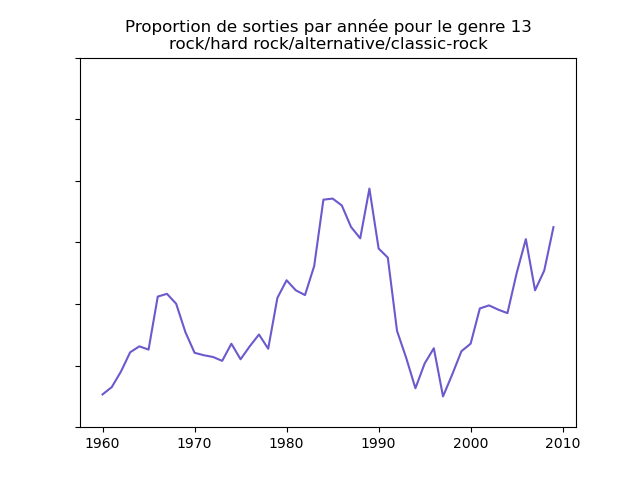 Proportion de sorties par année pour le genre 13
rock/hard rock/alternative/classic-rock
1960 1970 1980 1990 2000 2010